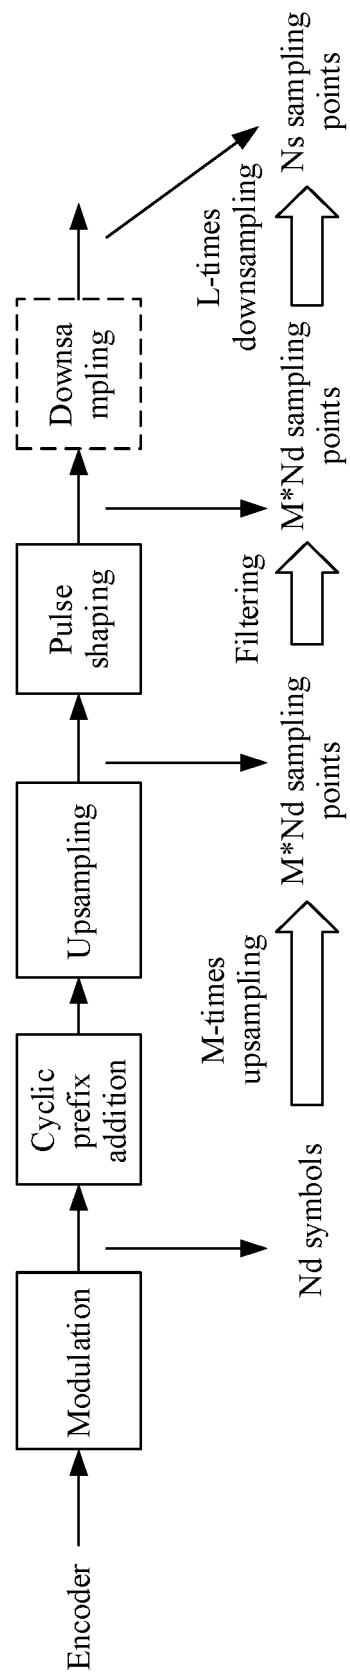 Encoder
Modulation
Cyclic
prefix
addition
Upsampling
Pulse
shaping
Downsa
mpling
Nd symbols
M-times
upsampling
M*Nd sampling
points
Filtering
M*Nd sampling
points
L-times
downsampling
Ns sampling
points